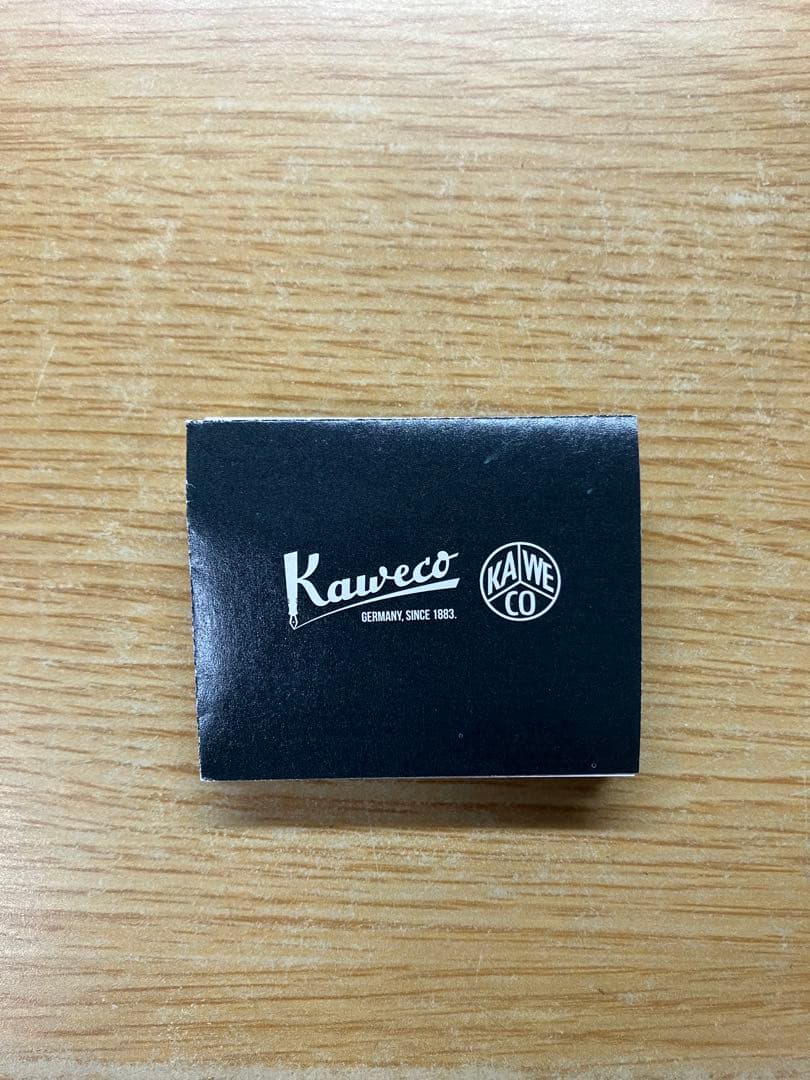 Kaweco
GERMANY, SINCE 1883.
KA WE
CO